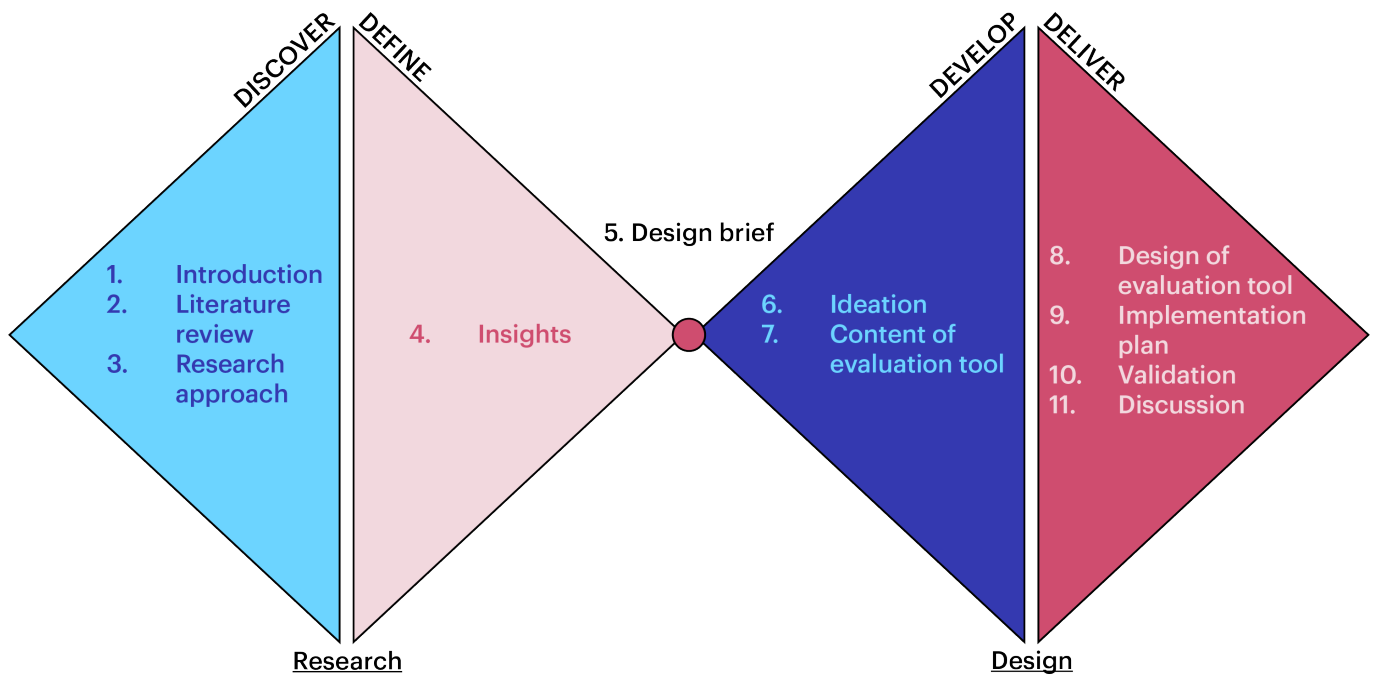 DISCOVER
DEFINE
1. Introduction
2. Literature
review
3. Research
approach
4. Insights
Research
5. Design brief
DEVELOP
DELIVER
6. Ideation
7. Content of
evaluation tool
8. Design of
evaluation tool
9. Implementation
plan
10. Validation
11. Discussion
Design